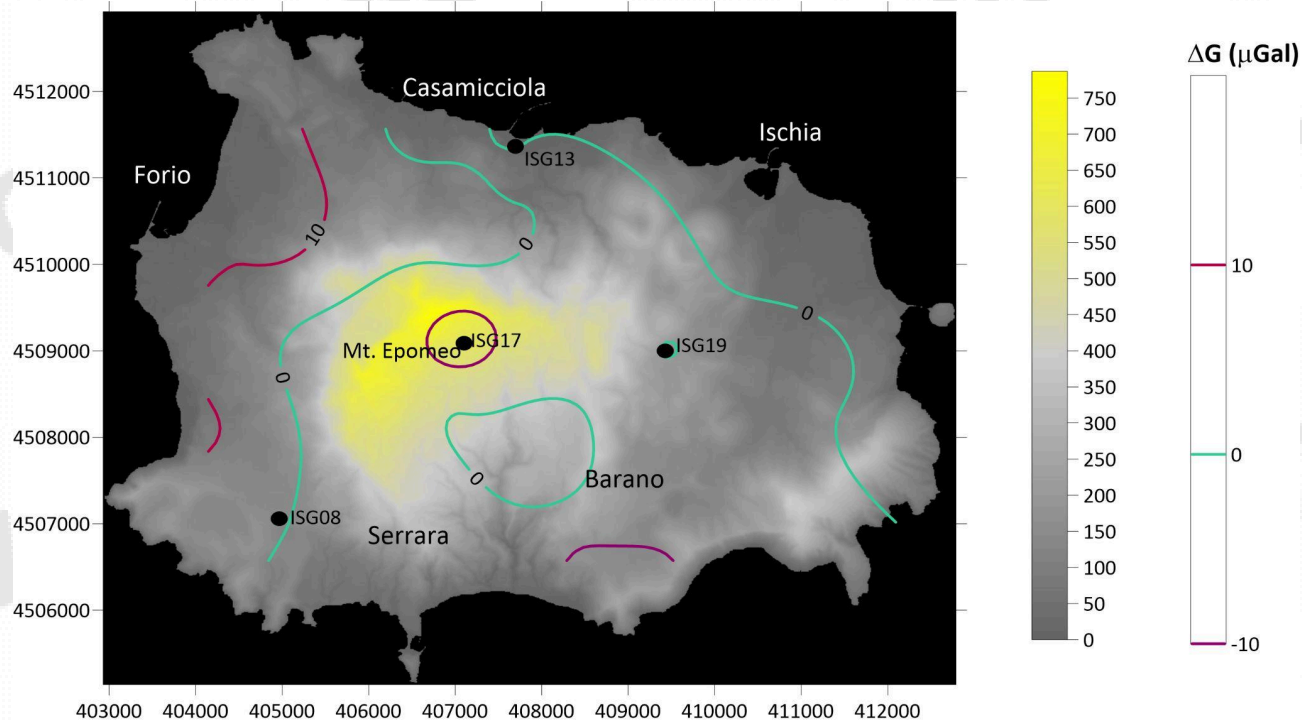 ΔG (μGal)
4512000
4511000
4510000
4509000
4508000
4507000
4506000
Casamicciola
Ischia
ISG13
Forio
10
0
0
ISG17
Mt. Epomeo
ISG19
0
0
Barano
ISG08
Serrara
403000 404000 405000 406000 407000 408000 409000 410000 411000 412000
750
700
650
600
550
500
450
400
350
300
250
200
150
100
50
0
10
0
-10